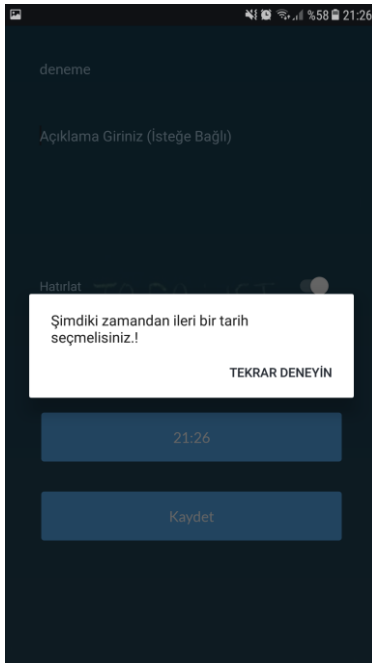 %58 21:26
deneme
Açıklama Giriniz (İsteğe Bağlı)
Hatırlat
Şimdiki zamandan ileri bir tarih
seçmelisiniz.!
TEKRAR DENEYİN
21:26
Kaydet